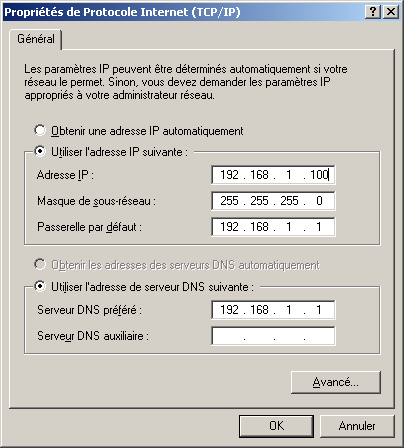 Propriétés de Protocole Internet (TCP/IP)
Général
Les paramètres IP peuvent être déterminés automatiquement si votre
réseau le permet. Sinon, vous devez demander les paramètres IP
appropriés à votre administrateur réseau.
Obtenir une adresse IP automatiquement
Utiliser l'adresse IP suivante :
Adresse IP : 192 . 168 . 1 . 100
Masque de sous-réseau : 255 . 255 . 255 . 0
Passerelle par défaut : 192 . 168 . 1 . 1
Obtenir les adresses des serveurs DNS automatiquement
Utiliser l'adresse de serveur DNS suivante :
Serveur DNS préféré : 192 . 168 . 1 . 1
Serveur DNS auxiliaire : . . .
Avancé...
OK Annuler